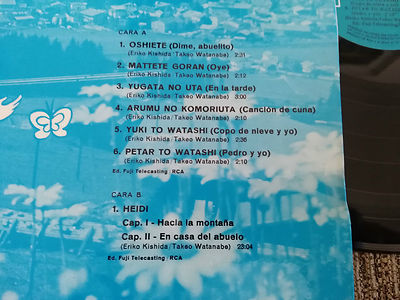 CARA A
1. OSHIETE (Dime, abuelito)
(Eriko Kishida/Takeo Watanabe) 2:31
2. MATTETE GORAN (Oye)
(Eriko Kishida/Takeo Watanabe) 2:12
3. YUGATA NO UTA (En la tarde)
(Eriko Kishida/Takeo Watanabe) 3:00
4. ARUMU NO KOMORIUTA (Canción de cuna)
(Eriko Kishida/Takeo Watanabe) 2:10
5. YUKI TO WATASHI (Copo de nieve y yo)
(Eriko Kishida/Takeo Watanabe) 2:36
6. PETAR TO WATASHI (Pedro y yo)
(Eriko Kishida/Takeo Watanabe) 2:10
Ed. Fuji Telecasting/RCA
CARA B
1. HEIDI
Cap. I - Hacia la montaña
Cap. II - En casa del abuelo
(Eriko Kishida/Takeo Watanabe) 23:04
Ed. Fuji Telecasting/RCA